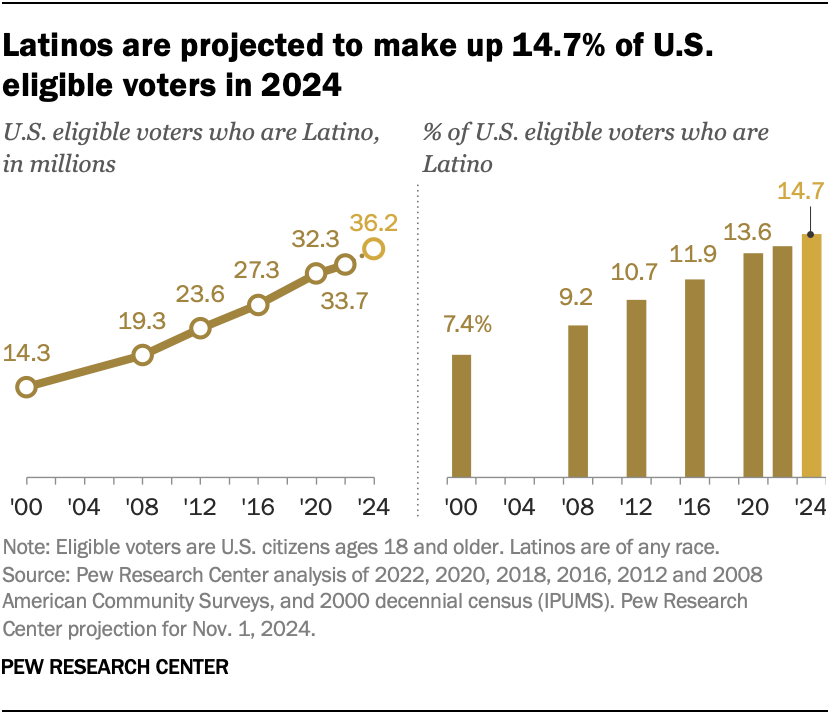 Latinos are projected to make up 14.7% of U.S.
eligible voters in 2024
U.S. eligible voters who are Latino,
in millions
14.3
19.3
23.6
27.3
32.3
33.7
36.2
'00 '04 '08 '12 '16 '20 '24
% of U.S. eligible voters who are
Latino
7.4%
9.2
10.7
11.9
13.6
14.7
'00 '04 '08 '12 '16 '20 '24
Note: Eligible voters are U.S. citizens ages 18 and older. Latinos are of any race.
Source: Pew Research Center analysis of 2022, 2020, 2018, 2016, 2012 and 2008
American Community Surveys, and 2000 decennial census (IPUMS). Pew Research
Center projection for Nov. 1, 2024.
PEW RESEARCH CENTER